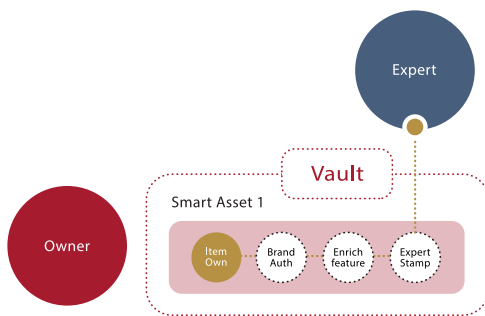 Expert
Vault
Smart Asset 1
Owner
Item
Own
Brand
Auth
Enrich
feature
Expert
Stamp